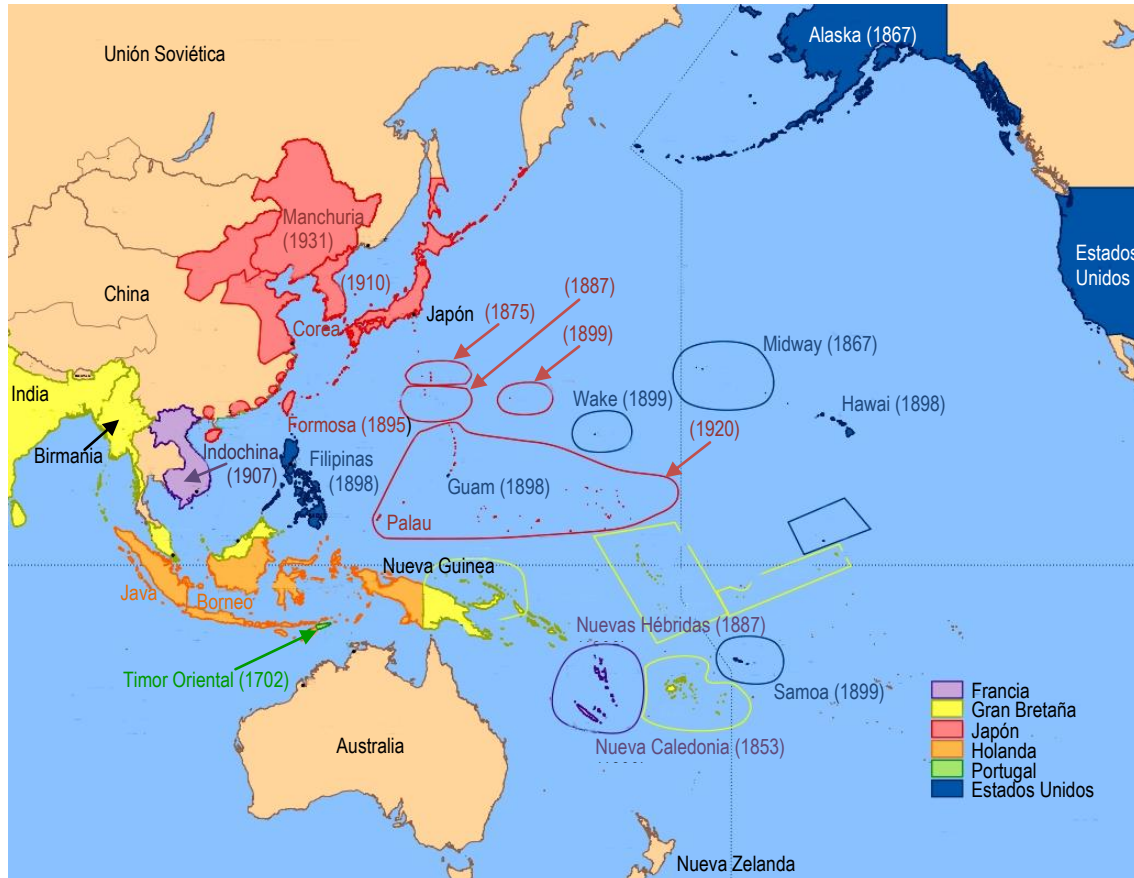 Alaska (1867)
Unión Soviética
Manchuria
(1931)
Estados
Unidos
China
(1910)
(1887)
(1875)
Japón
Corea
(1899)
Midway (1867)
India
Wake (1899)
Hawai (1898)
Formosa (1895)
(1920)
Birmania
Indochina
(1907)
Filipinas
(1898)
Guam (1898)
Palau
Nueva Guinea
Java
Borneo
Nuevas Hébridas (1887)
Timor Oriental (1702)
Samoa (1899)
Australia
Nueva Caledonia (1853)
Francia
Gran Bretaña
Japón
Holanda
Portugal
Estados Unidos
Nueva Zelanda